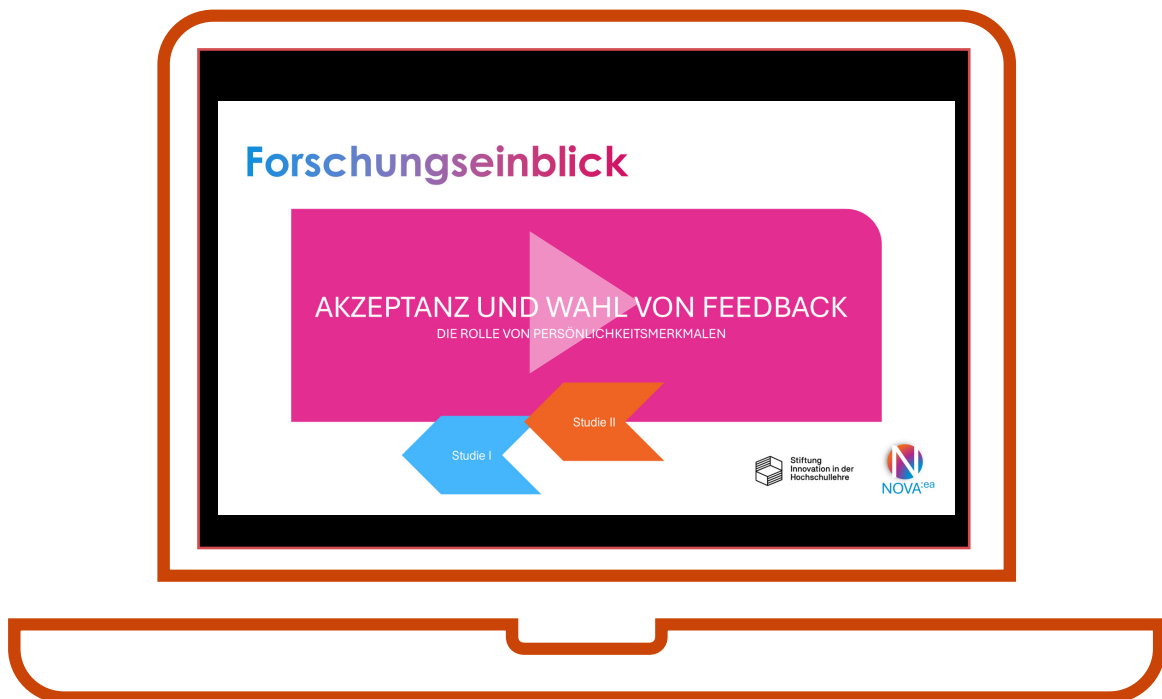 Forschungseinblick
AKZEPTANZ UND WAHL VON FEEDBACK
DIE ROLLE VON PERSÖNLICHKEITSMERKMALEN
Studie II
Studie I
Stiftung
Innovation in der
Hochschullehre
N
NOVA:ea